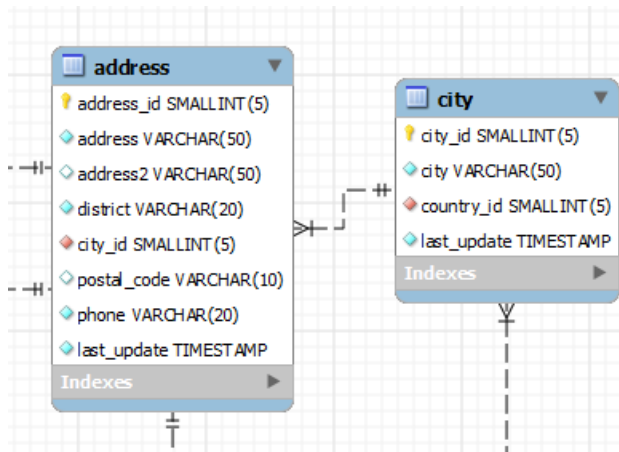 address
address_id SMALLINT(5)
address VARCHAR(50)
address2 VARCHAR(50)
district VARCHAR(20)
city_id SMALLINT(5)
postal_code VARCHAR(10)
phone VARCHAR(20)
last_update TIMESTAMP
Indexes
city
city_id SMALLINT(5)
city VARCHAR(50)
country_id SMALLINT(5)
last_update TIMESTAMP
Indexes